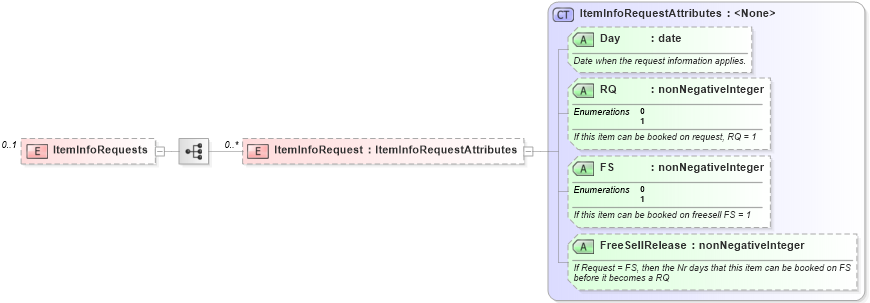 CT ItemInfoRequestAttributes : <None>
A Day : date
Date when the request information applies.
A RQ : nonNegativeInteger
Enumerations 0
1
If this item can be booked on request, RQ = 1
0..1
E ItemInfoRequests
0..*
E ItemInfoRequest : ItemInfoRequestAttributes
A FS : nonNegativeInteger
Enumerations 0
1
If this item can be booked on freesell FS = 1
A FreeSellRelease : nonNegativeInteger
If Request = FS, then the Nr days that this item can be booked on FS
before it becomes a RQ